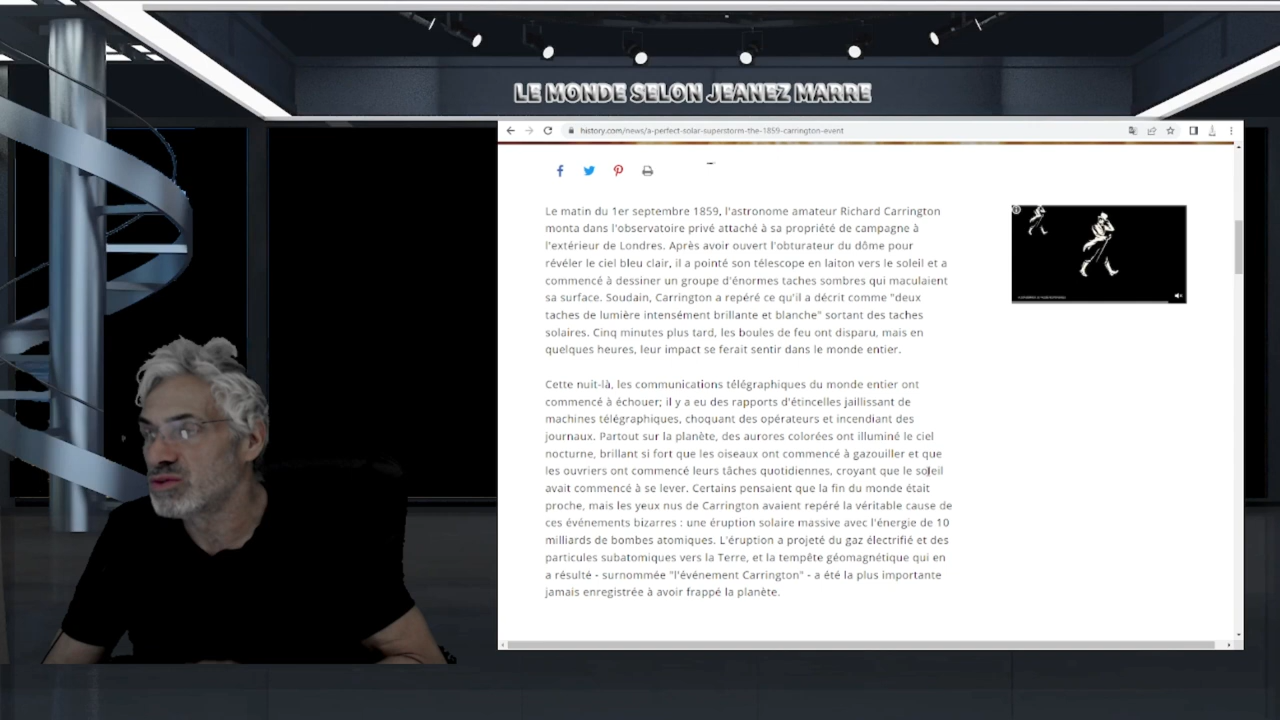 LE MONDE SELON JEANEZ MARRE
history.com/news/a-perfect-solar-superstorm-the-1859-carrington-event
Le matin du 1er septembre 1859, l'astronome amateur Richard Carrington
monta dans l'observatoire privé attaché à sa propriété de campagne à
l'extérieur de Londres. Après avoir ouvert l'obturateur du dôme pour
révéler le ciel bleu clair, il a pointé son télescope en laiton vers le soleil et a
commencé à dessiner un groupe d'énormes taches sombres qui maculaient
sa surface. Soudain, Carrington a repéré ce qu'il a décrit comme "deux
taches de lumière intensément brillante et blanche" sortant des taches
solaires. Cinq minutes plus tard, les boules de feu ont disparu, mais en
quelques heures, leur impact se ferait sentir dans le monde entier.
Cette nuit-là, les communications télégraphiques du monde entier ont
commencé à échouer; il y a eu des rapports d'étincelles jaillissant de
machines télégraphiques, choquant des opérateurs et incendiant des
journaux. Partout sur la planète, des aurores colorées ont illuminé le ciel
nocturne, brillant si fort que les oiseaux ont commencé à gazouiller et que
les ouvriers ont commencé leurs tâches quotidiennes, croyant que le soleil
avait commencé à se lever. Certains pensaient que la fin du monde était
proche, mais les yeux nus de Carrington avaient repéré la véritable cause de
ces événements bizarres : une éruption solaire massive avec l'énergie de 10
milliards de bombes atomiques. L'éruption a projeté du gaz électrifié et des
particules subatomiques vers la Terre, et la tempête géomagnétique qui en
a résulté - surnommée "l'événement Carrington" - a été la plus importante
jamais enregistrée à avoir frappé la planète.